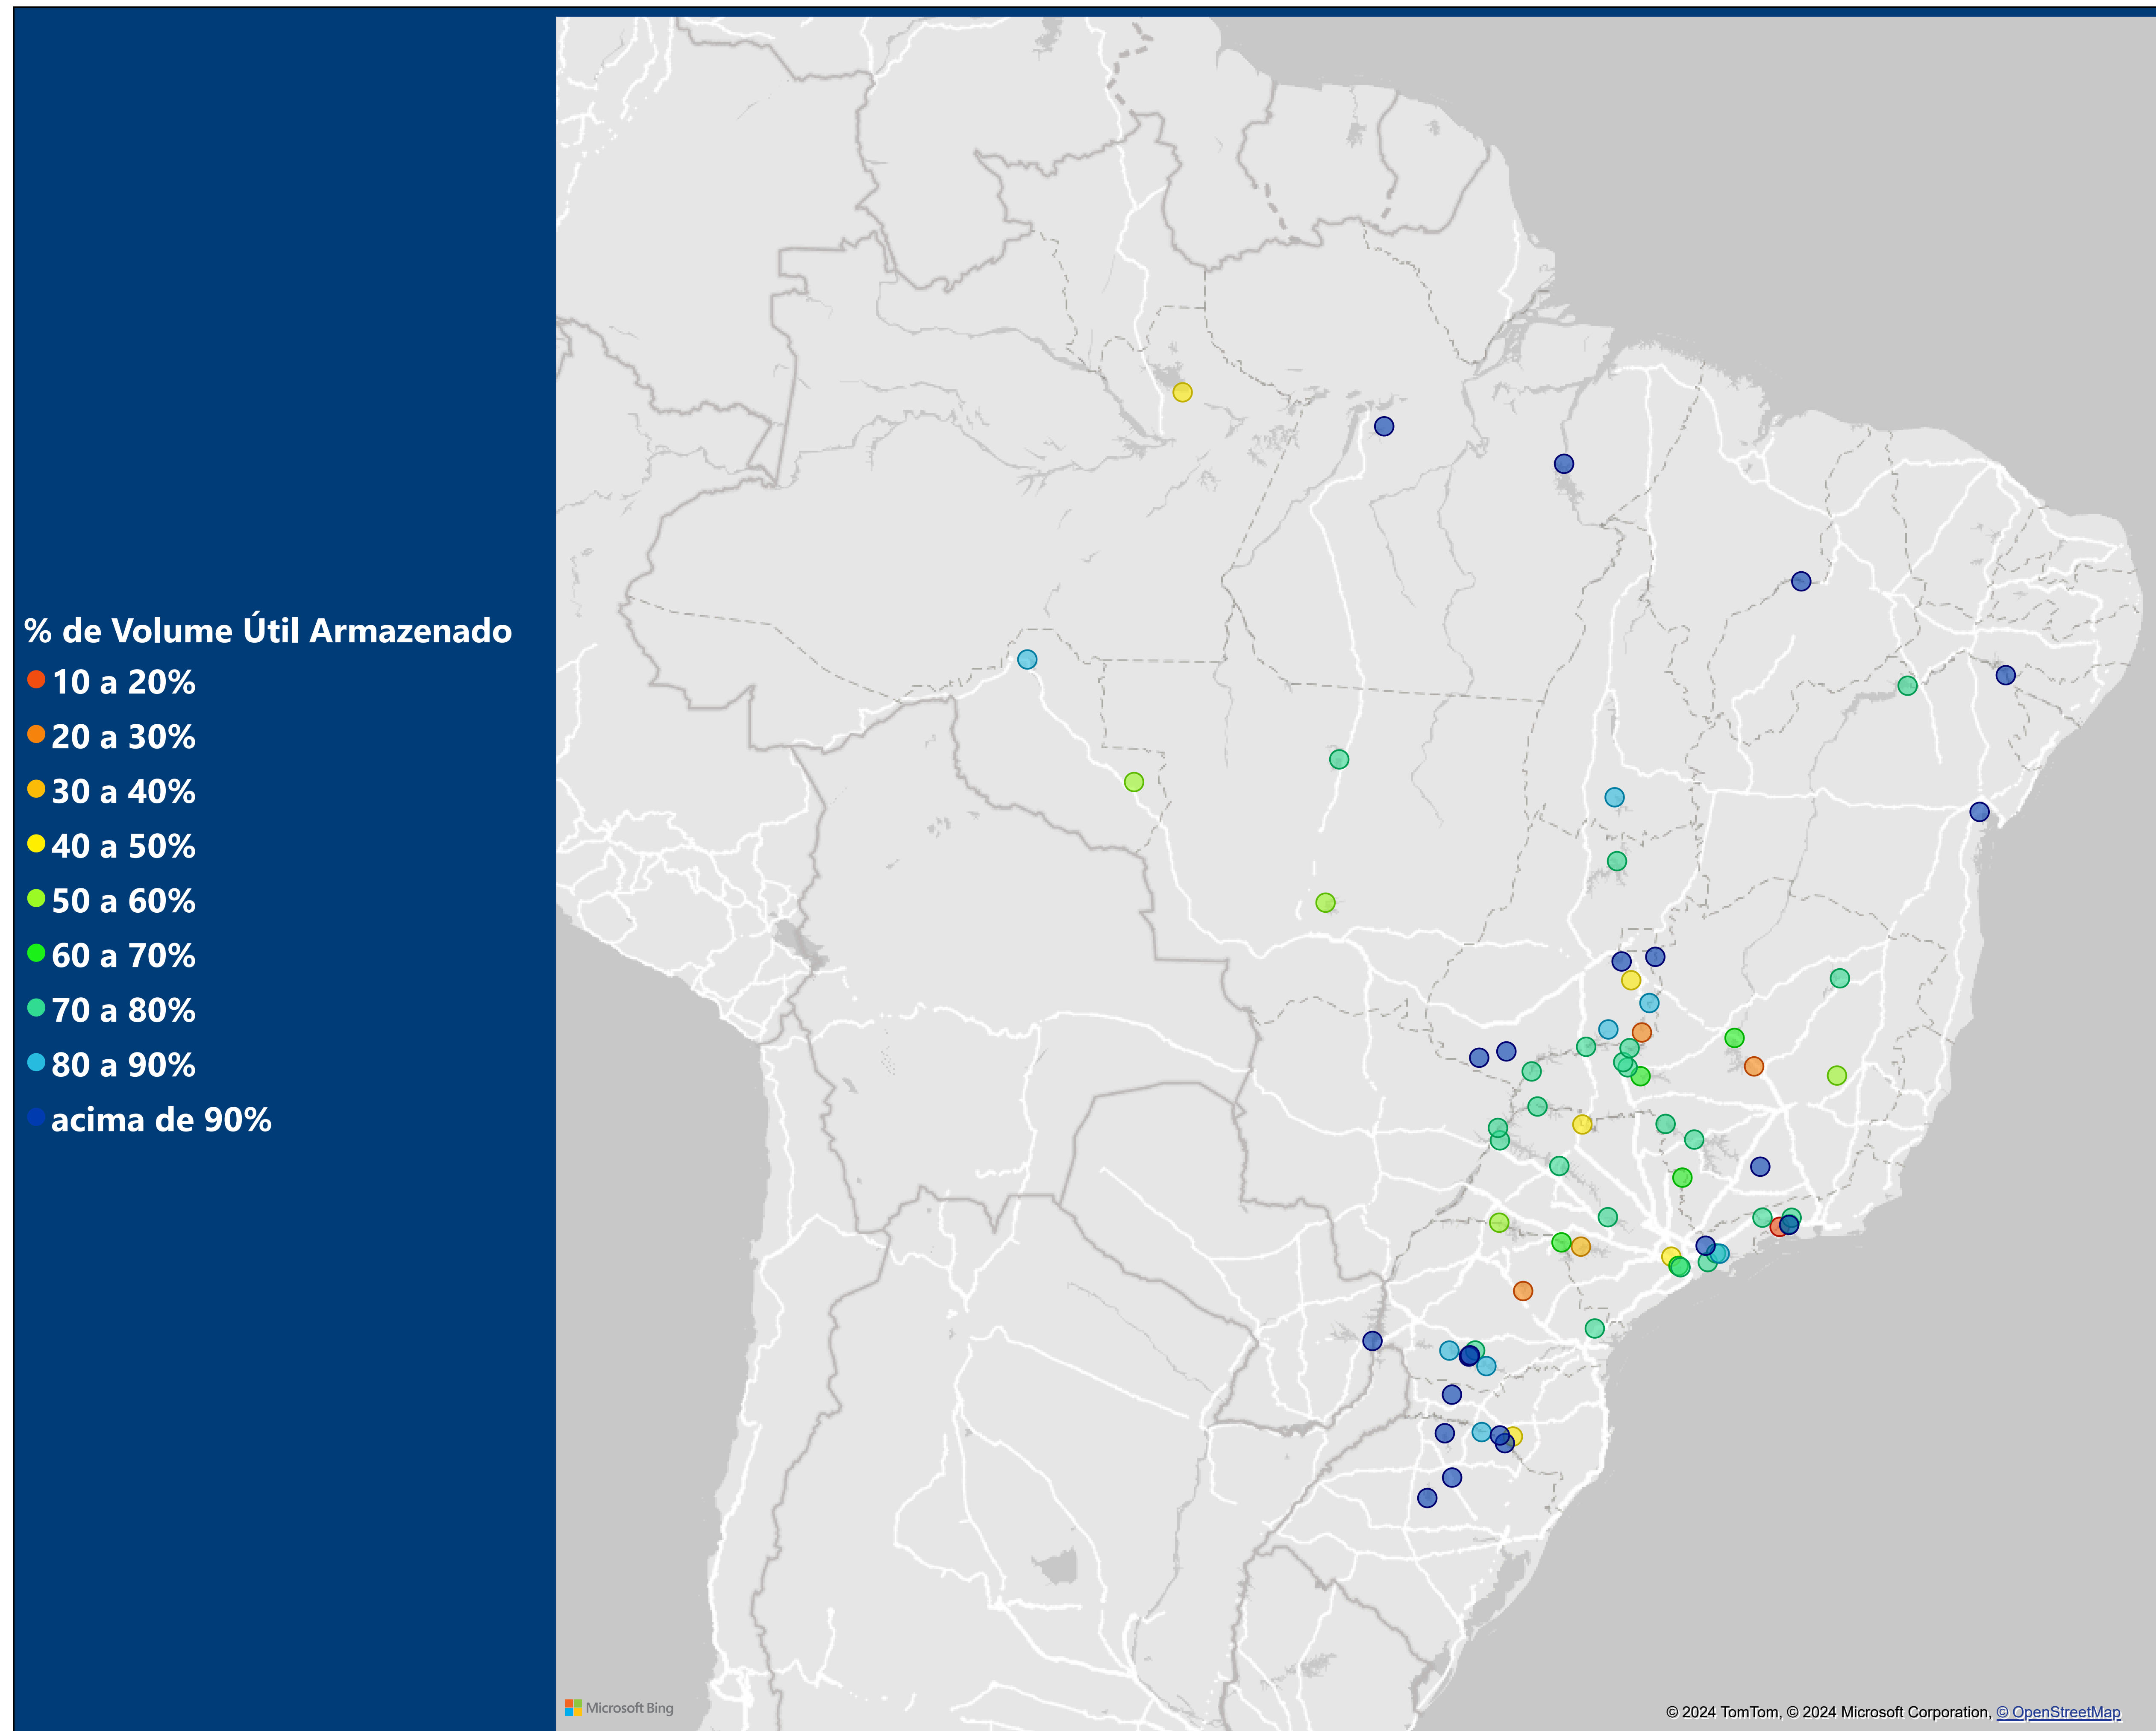 % de Volume Útil Armazenado
10 a 20%
20 a 30%
30 a 40%
40 a 50%
50 a 60%
60 a 70%
70 a 80%
80 a 90%
acima de 90%
Microsoft Bing
© 2024 TomTom, © 2024 Microsoft Corporation, © OpenStreetMap